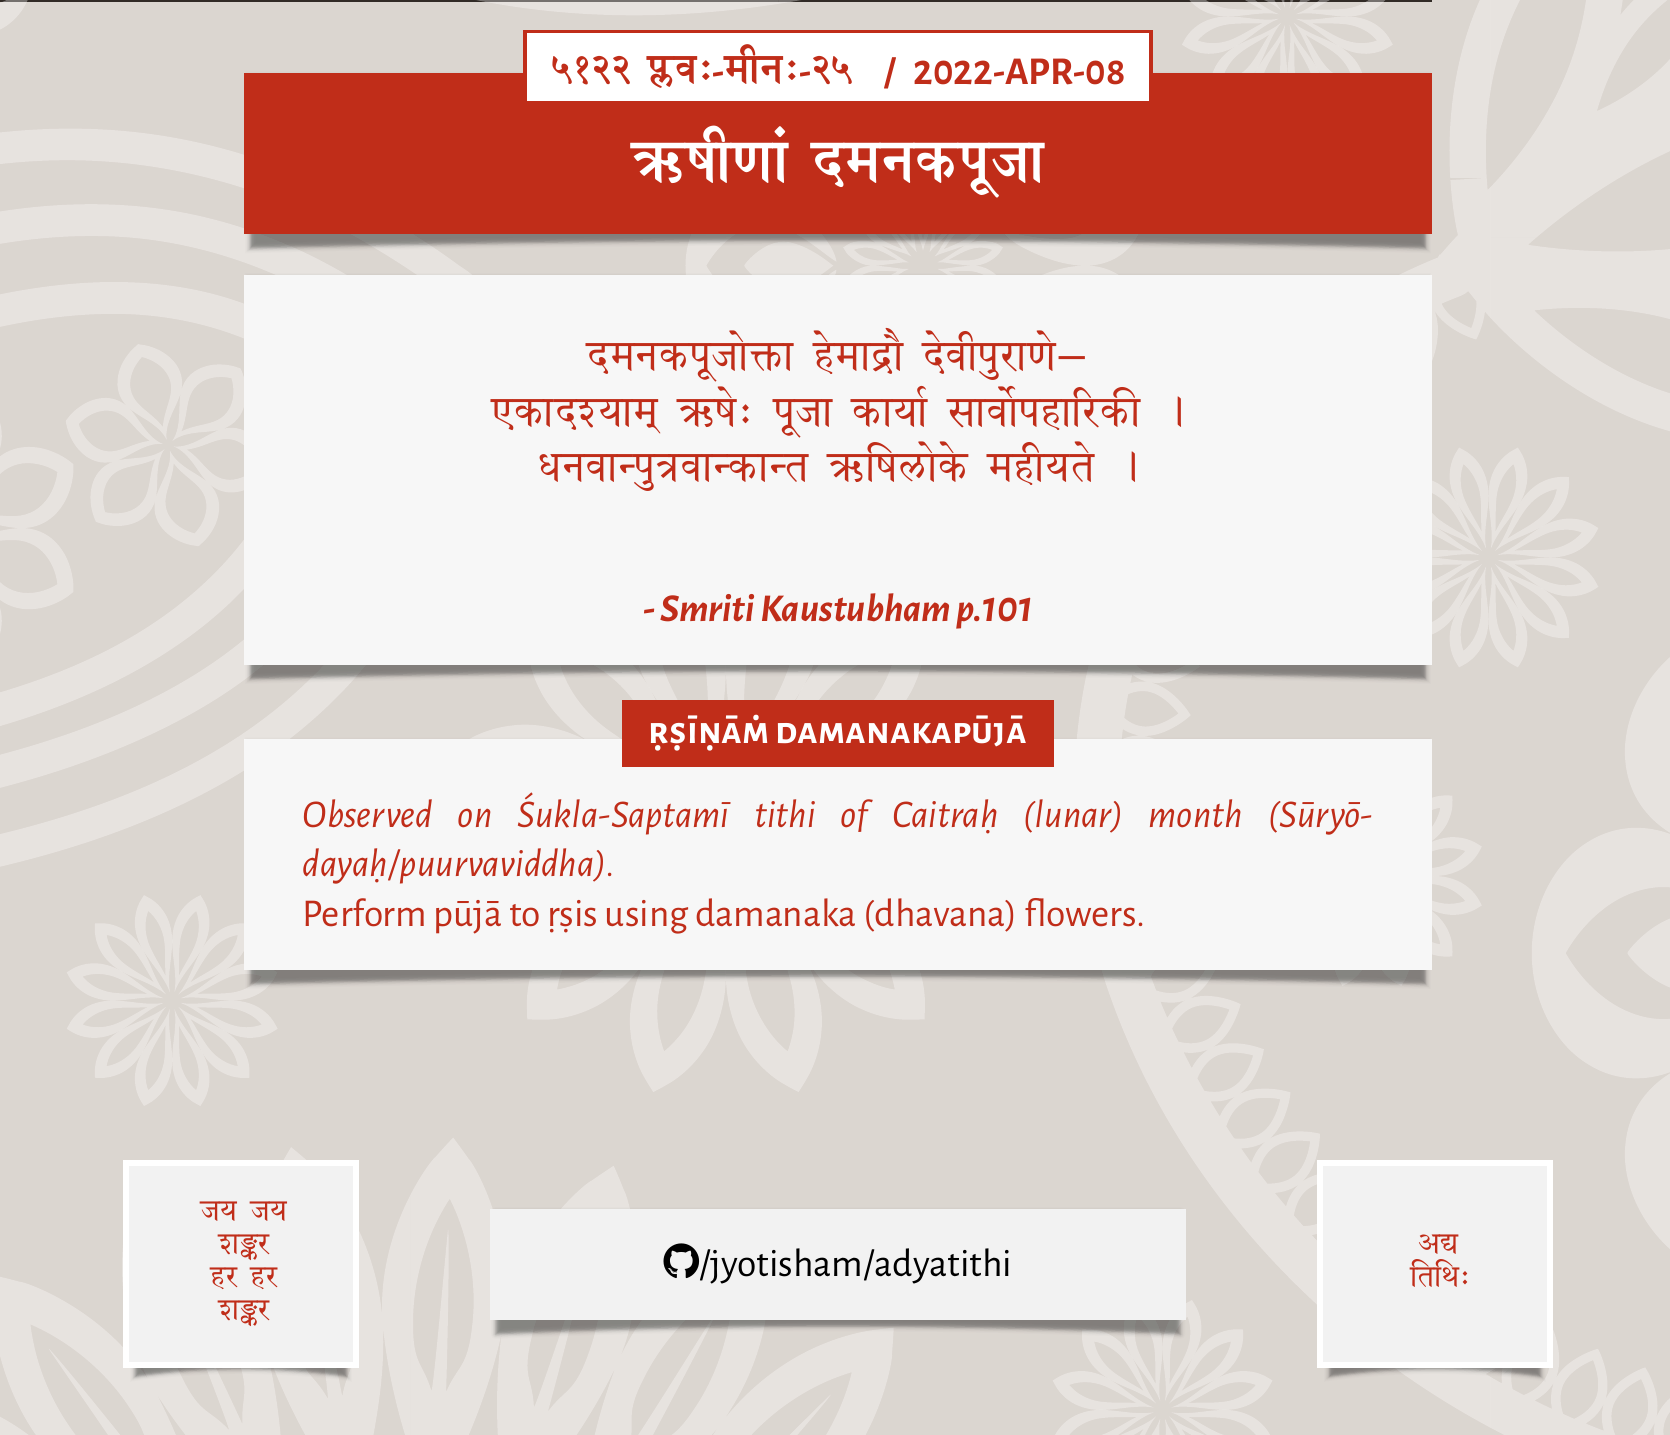 ५१२२ प्लवः-मीनः-२५ / 2022-APR-08
ऋषीणां दमनकपूजा
दमनकपूजोक्ता हेमाद्रौ देवीपुराणे—
एकादश्याम् ऋषेः पूजा कार्या सार्वोपहारिकी ।
धनवान्पुत्रवान्कान्त ऋषिलोके महीयते ।
- Smriti Kaustubham p.101
ṚṢĪṆĀṀ DAMANAKAPŪJĀ
Observed on Śukla-Saptamī tithi of Caitraḥ (lunar) month (Sūryō-
dayaḥ/puurvaviddha).
Perform pūjā to ṛṣis using damanaka (dhavana) flowers.
जय जय
शङ्कर
हर हर
शङ्कर
/jyotisham/adyatithi
अद्य
तिथिः